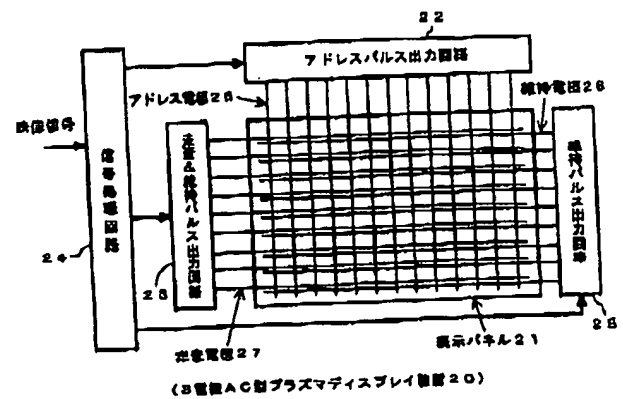 22
アドレスパルス出力回路
アドレス電極25
維持電極26
映像信号
信号処理回路
走査&維持パルス出力回路
維持パルス出力回路
24
23
28
走査電極27
表示パネル21
(3電極AC型プラズマディスプレイ装置20)